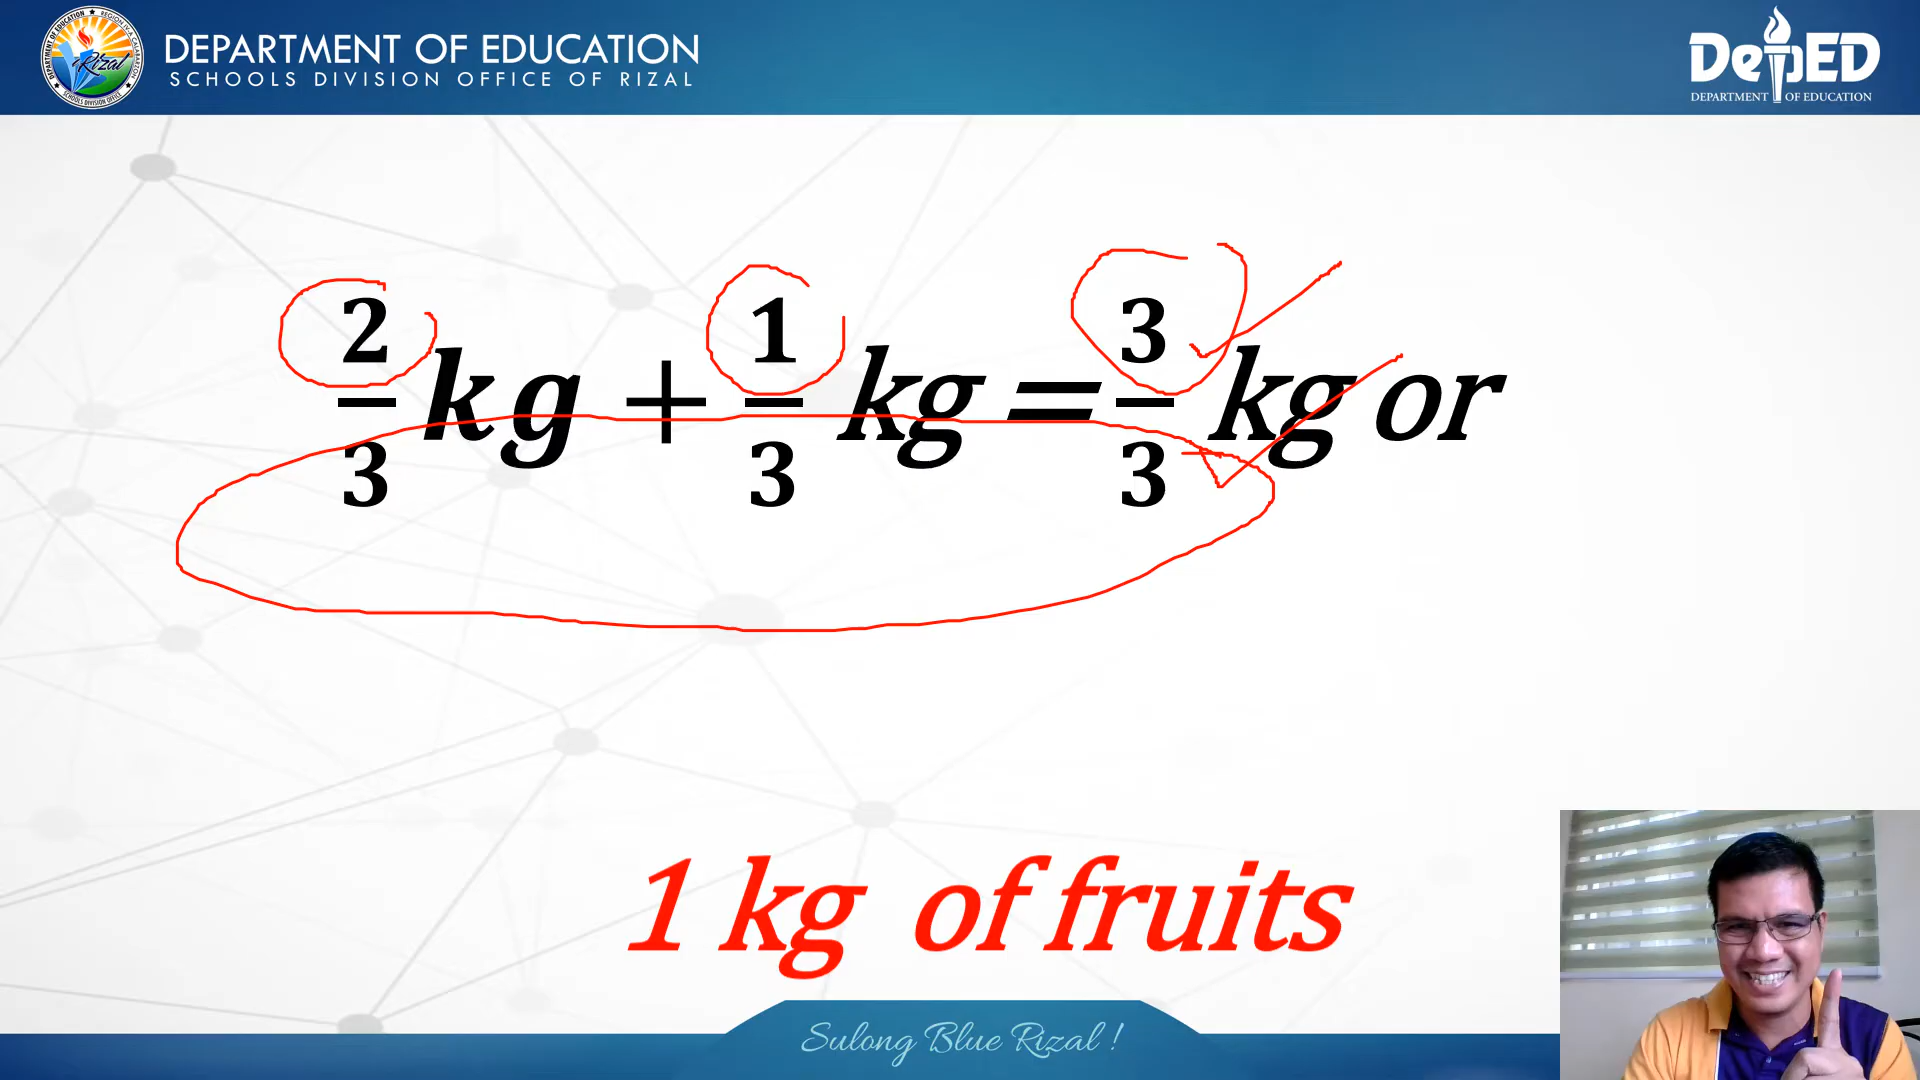 DEPARTMENT OF EDUCATION
SCHOOLS DIVISION OFFICE OF RIZAL
DepED
DEPARTMENT OF EDUCATION
2/3 kg + 1/3 kg = 3/3 kg or
1 kg of fruits
Sulong Blue Rizal !